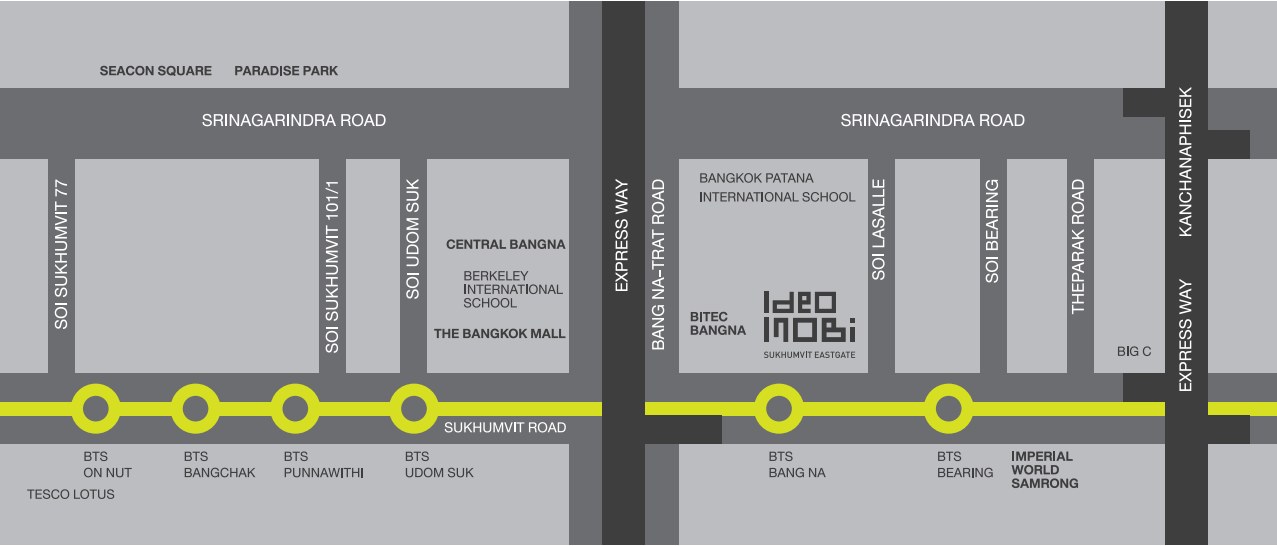 SEACON SQUARE
PARADISE PARK
SRINAGARINDRA ROAD
SRINAGARINDRA ROAD
SOI SUKHUMVIT 77
SOI SUKHUMVIT 101/1
SOI UDOM SUK
CENTRAL BANGNA
BERKELEY
INTERNATIONAL
SCHOOL
THE BANGKOK MALL
EXPRESS WAY
BANG NA-TRAT ROAD
BANGKOK PATANA
INTERNATIONAL SCHOOL
BITEC
BANGNA
ideo
mobi
SUKHUMVIT EASTGATE
SOI LASALLE
SOI BEARING
THEPARAK ROAD
BIG C
KANCHANAPHISEK
EXPRESS WAY
SUKHUMVIT ROAD
BTS
ON NUT
BTS
BANGCHAK
BTS
PUNNAWITHI
BTS
UDOM SUK
BTS
BANG NA
BTS
BEARING
IMPERIAL
WORLD
SAMRONG
TESCO LOTUS